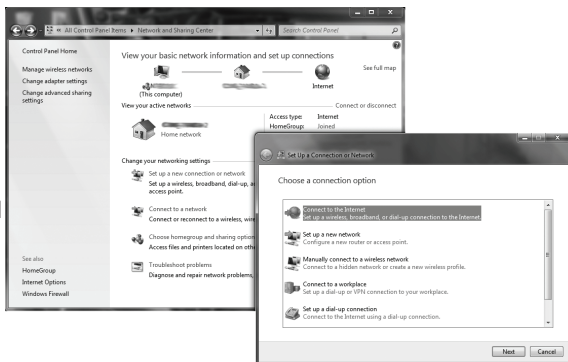 « All Control Panel Items ▸ Network and Sharing Center
Search Control Panel
Control Panel Home
Manage wireless networks
Change adapter settings
Change advanced sharing
settings
See also
HomeGroup
Internet Options
Windows Firewall
View your basic network information and set up connections
See full map
(This computer)
Internet
View your active networks
Connect or disconnect
Home network
Access type: Internet
HomeGroup: Joined
Change your networking settings
Set up a new connection or network
Set up a wireless, broadband, dial-up,
access point.
Connect to a network
Connect or reconnect to a wireless,
Choose homegroup and sharing
Access files and printers located on
Troubleshoot problems
Diagnose and repair network problems,
Set Up a Connection or Network
Choose a connection option
Connect to the Internet
Set up a wireless, broadband, or dial-up connection to the Internet.
Set up a new network
Configure a new router or access point.
Manually connect to a wireless network
Connect to a hidden network or create a new wireless profile.
Connect to a workplace
Set up a dial-up or VPN connection to your workplace.
Set up a dial-up connection
Connect to the Internet using a dial-up connection.
Next
Cancel